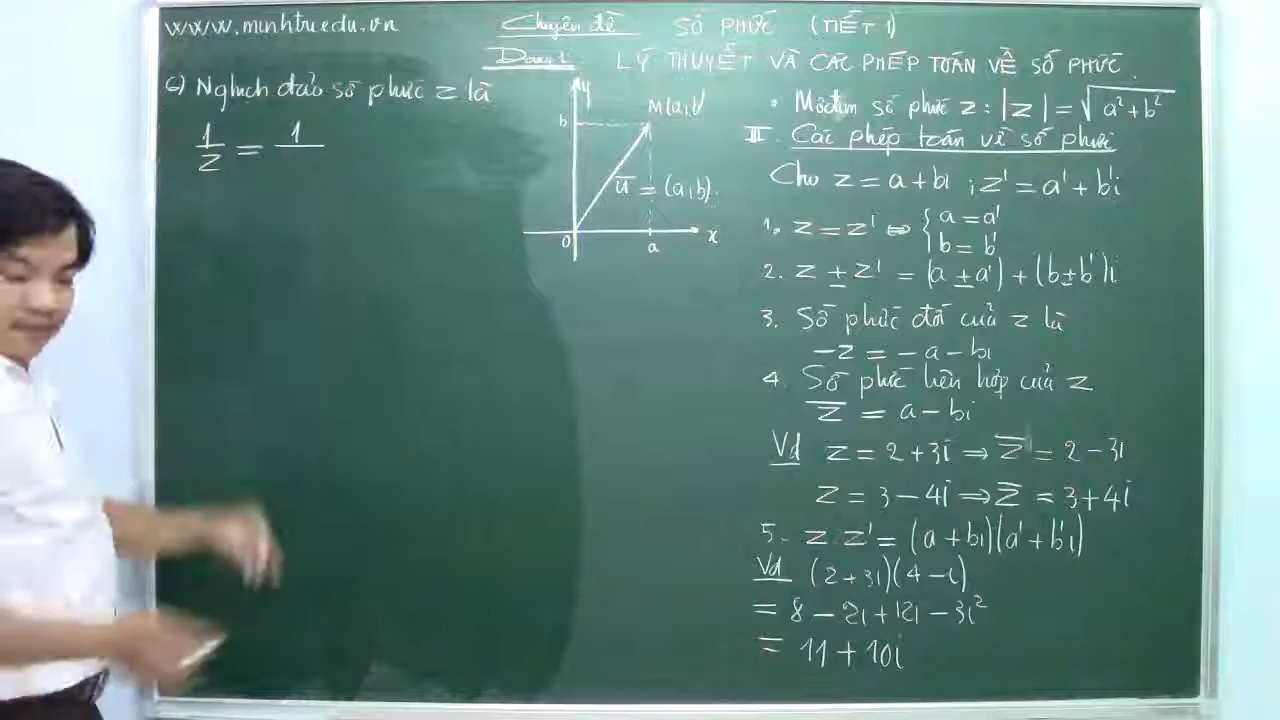 www.minhtriedu.vn
Chuyên đề SỐ PHỨC (TIẾT 1)
Dạng 1 LÝ THUYẾT VÀ CÁC PHÉP TOÁN VỀ SỐ PHỨC.
c) Nghịch đảo số phức z là
1/z = 1/
y
M(a,b)
b
u̅ = (a,b).
0
a
x
• Môđun số phức z: |z| = √(a²+b²)
II. Các phép toán về số phức
Cho z = a + bi ; z' = a' + b'i
1. z = z' ⇔ { a = a'
b = b'
2. z ± z' = (a ± a') + (b ± b')i
3. Số phức đối của z là
-z = -a - bi
4. Số phức liên hợp của z
z̅ = a - bi
Vd z = 2 + 3i ⇒ z̅ = 2 - 3i
z = 3 - 4i ⇒ z̅ = 3 + 4i
5. z.z' = (a + bi)(a' + b'i)
Vd (2 + 3i)(4 - i)
= 8 - 2i + 12i - 3i²
= 11 + 10i